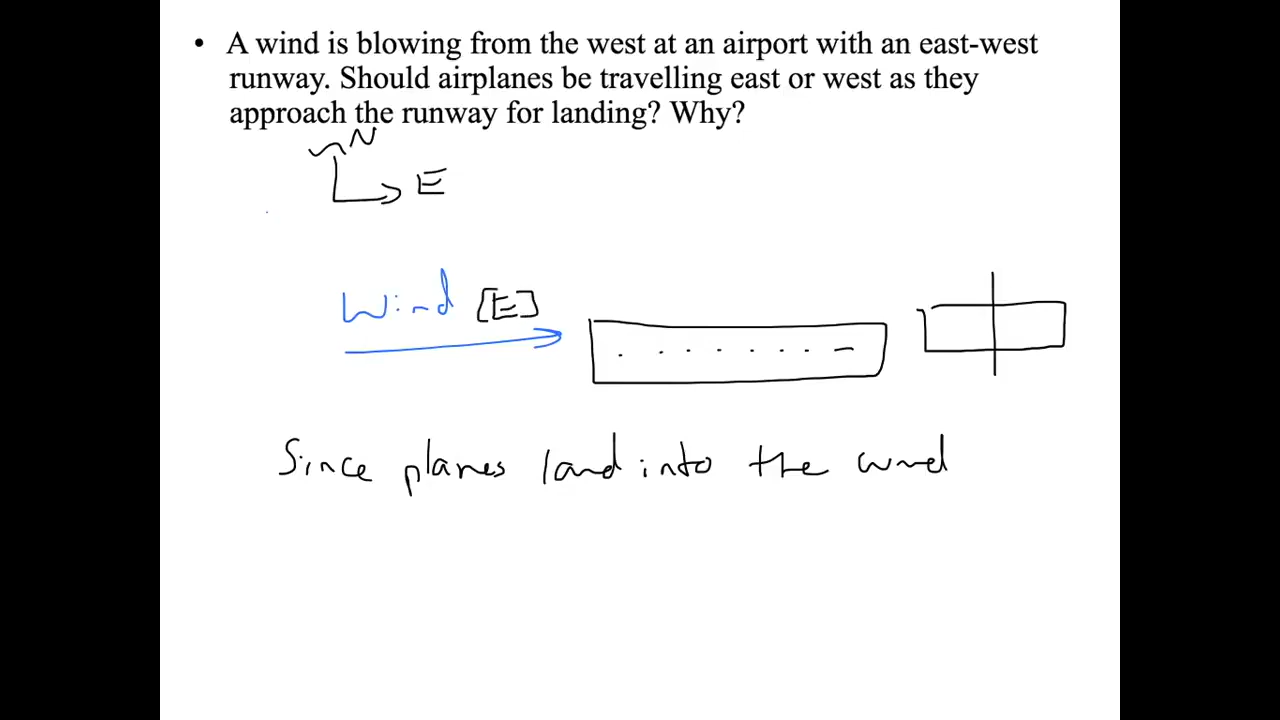 • A wind is blowing from the west at an airport with an east-west
runway. Should airplanes be travelling east or west as they
approach the runway for landing? Why?
N
E
Wind [E]
Since planes land into the wind